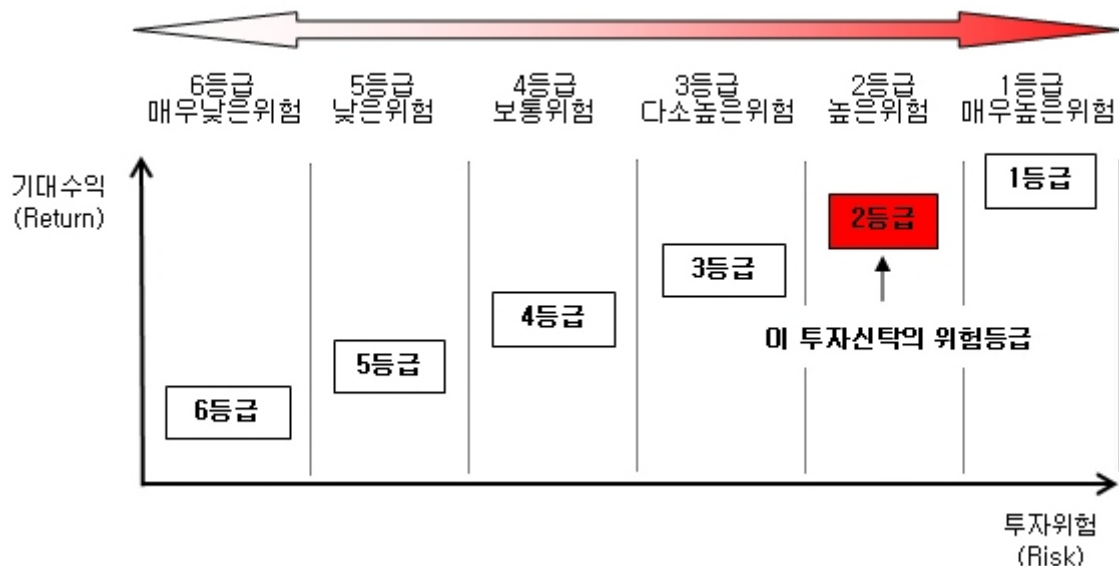 6등급
매우낮은위험
5등급
낮은위험
4등급
보통위험
3등급
다소높은위험
2등급
높은위험
1등급
매우높은위험
기대수익
(Return)
1등급
2등급
3등급
4등급
이 투자신탁의 위험등급
5등급
6등급
투자위험
(Risk)